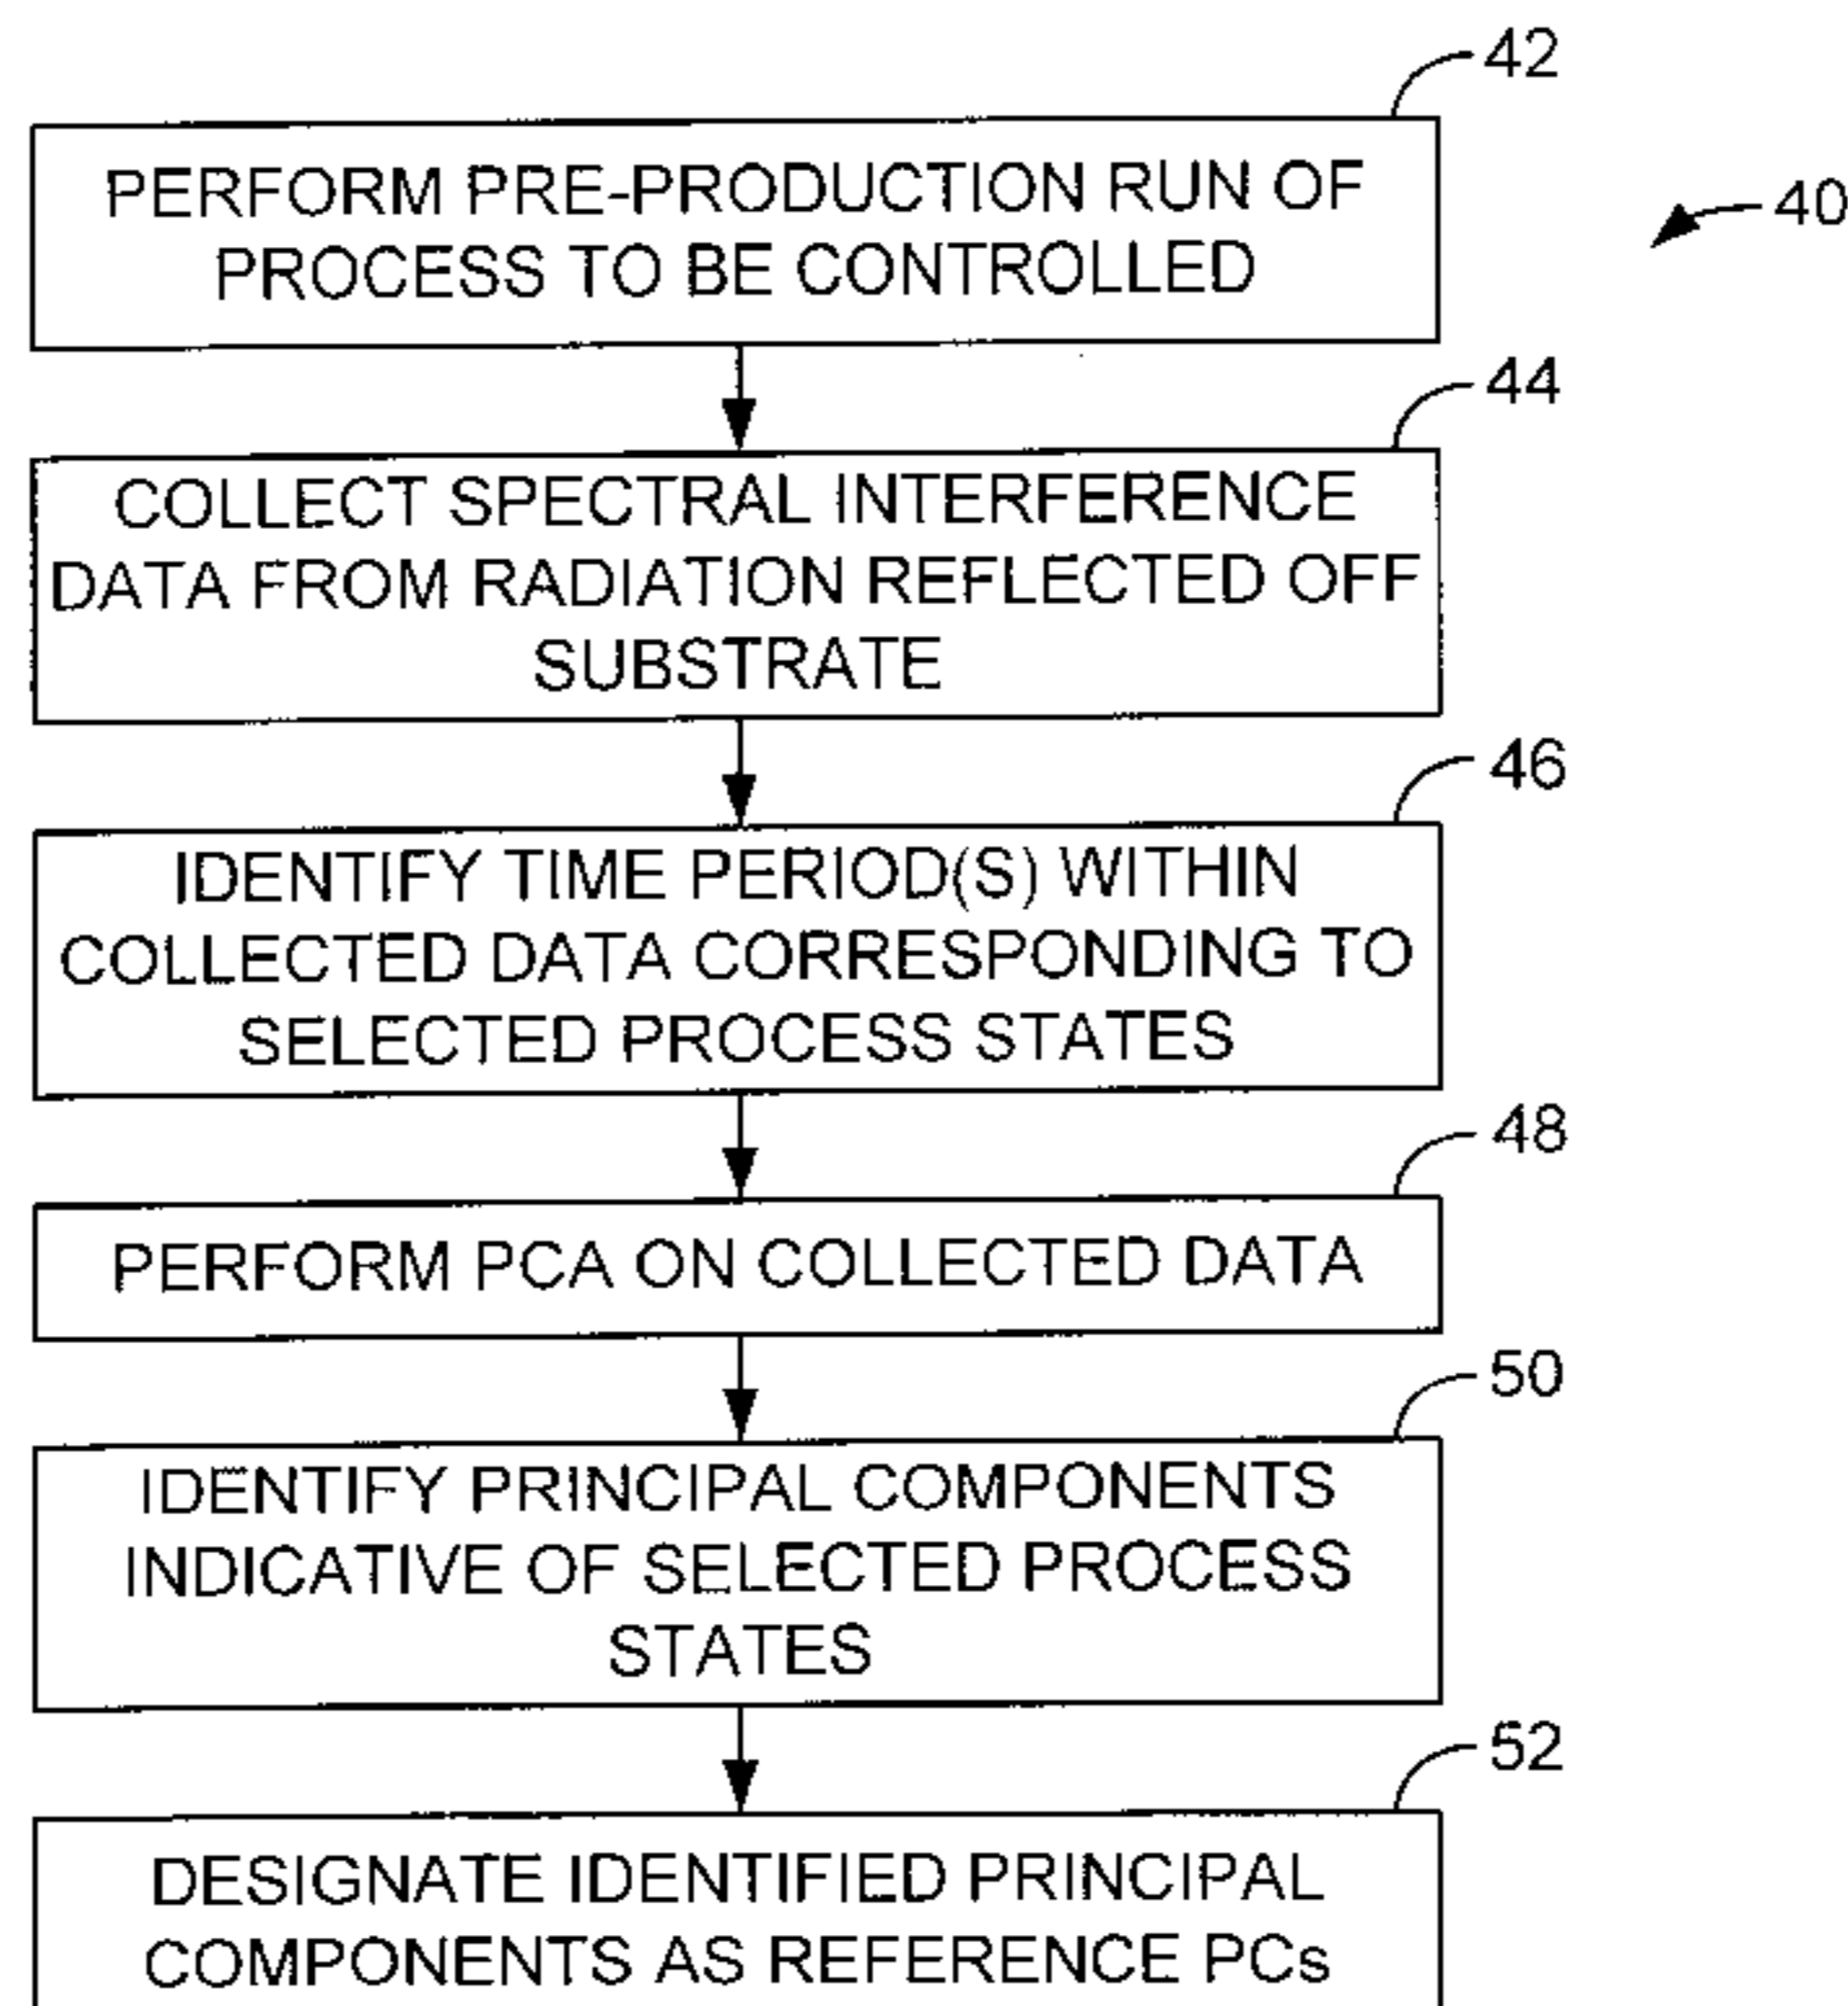 42
PERFORM PRE-PRODUCTION RUN OF
PROCESS TO BE CONTROLLED
40
44
COLLECT SPECTRAL INTERFERENCE
DATA FROM RADIATION REFLECTED OFF
SUBSTRATE
46
IDENTIFY TIME PERIOD(S) WITHIN
COLLECTED DATA CORRESPONDING TO
SELECTED PROCESS STATES
48
PERFORM PCA ON COLLECTED DATA
50
IDENTIFY PRINCIPAL COMPONENTS
INDICATIVE OF SELECTED PROCESS
STATES
52
DESIGNATE IDENTIFIED PRINCIPAL
COMPONENTS AS REFERENCE PCs